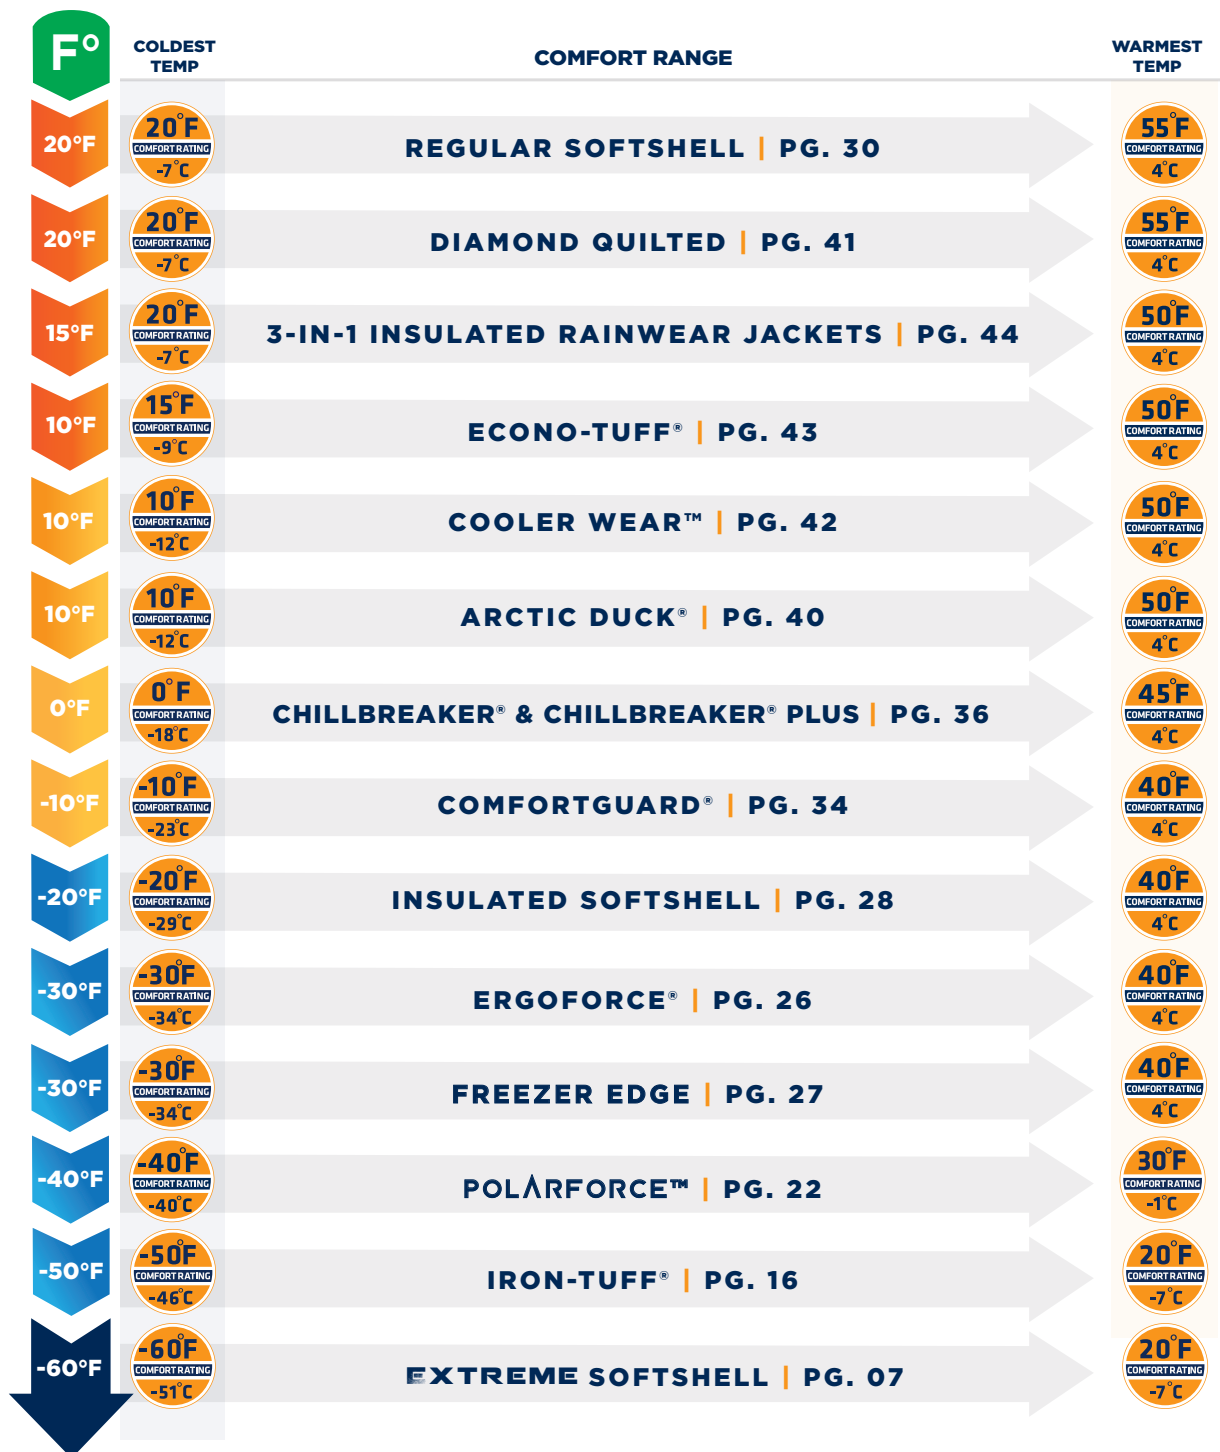 F°
COLDEST
TEMP
COMFORT RANGE
WARMEST
TEMP
20°F
20°F
COMFORT RATING
-7°C
REGULAR SOFTSHELL | PG. 30
55°F
COMFORT RATING
4°C
20°F
20°F
COMFORT RATING
-7°C
DIAMOND QUILTED | PG. 41
55°F
COMFORT RATING
4°C
15°F
20°F
COMFORT RATING
-7°C
3-IN-1 INSULATED RAINWEAR JACKETS | PG. 44
50°F
COMFORT RATING
4°C
10°F
15°F
COMFORT RATING
-9°C
ECONO-TUFF® | PG. 43
50°F
COMFORT RATING
4°C
10°F
10°F
COMFORT RATING
-12°C
COOLER WEAR™ | PG. 42
50°F
COMFORT RATING
4°C
10°F
10°F
COMFORT RATING
-12°C
ARCTIC DUCK® | PG. 40
50°F
COMFORT RATING
4°C
0°F
0°F
COMFORT RATING
-18°C
CHILLBREAKER® & CHILLBREAKER® PLUS | PG. 36
45°F
COMFORT RATING
4°C
-10°F
-10°F
COMFORT RATING
-23°C
COMFORTGUARD® | PG. 34
40°F
COMFORT RATING
4°C
-20°F
-20°F
COMFORT RATING
-29°C
INSULATED SOFTSHELL | PG. 28
40°F
COMFORT RATING
4°C
-30°F
-30°F
COMFORT RATING
-34°C
ERGOFORCE® | PG. 26
40°F
COMFORT RATING
4°C
-30°F
-30°F
COMFORT RATING
-34°C
FREEZER EDGE | PG. 27
40°F
COMFORT RATING
4°C
-40°F
-40°F
COMFORT RATING
-40°C
POLARFORCE™ | PG. 22
30°F
COMFORT RATING
-1°C
-50°F
-50°F
COMFORT RATING
-46°C
IRON-TUFF® | PG. 16
20°F
COMFORT RATING
-7°C
-60°F
-60°F
COMFORT RATING
-51°C
EXTREME SOFTSHELL | PG. 07
20°F
COMFORT RATING
-7°C